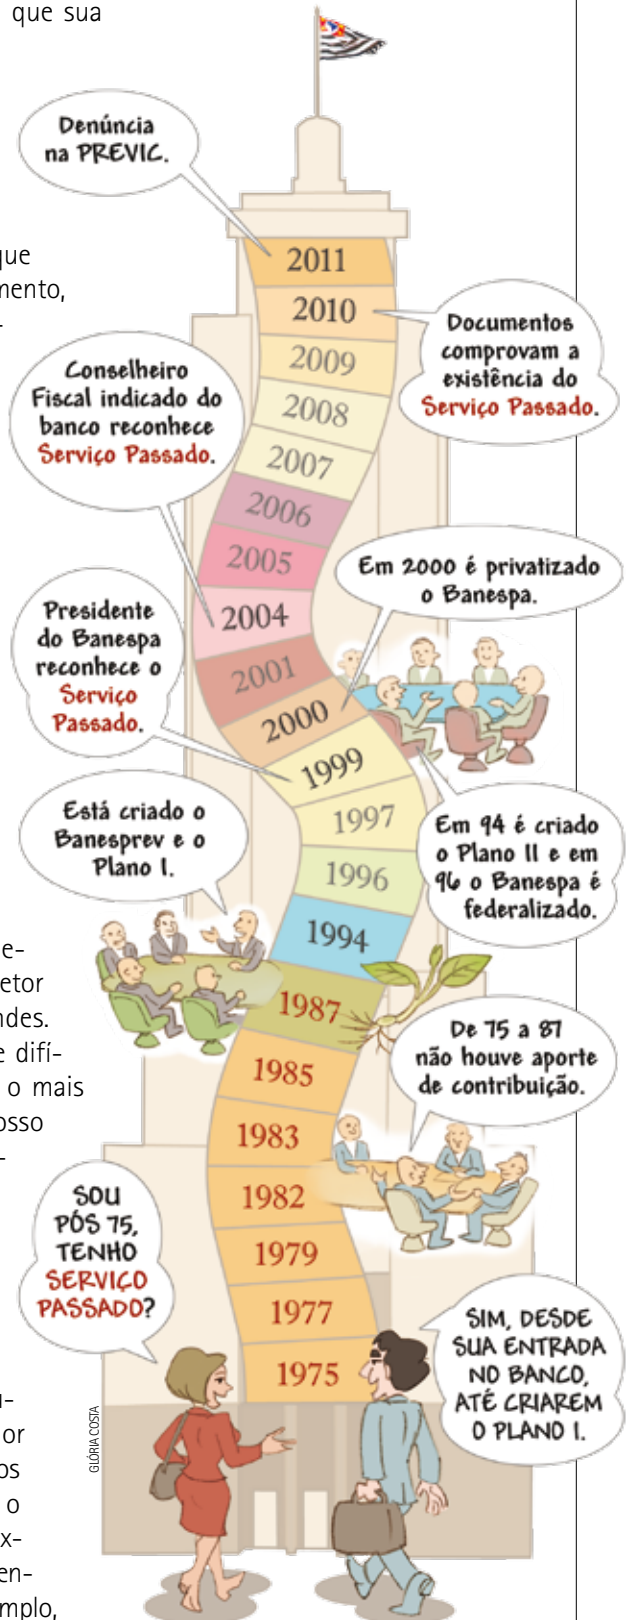 que sua
Denúncia
na PREVIC.
que
mento,
-
2011
2010
2009
2008
2007
2006
2005
2004
2001
2000
1999
1997
1996
1994
1987
1985
1983
1982
1979
1977
1975
Documentos
comprovam a
existência do
Serviço Passado.
Conselheiro
Fiscal indicado do
banco reconhece
Serviço Passado.
Em 2000 é privatizado
o Banespa.
Presidente
do Banespa
reconhece o
Serviço
Passado.
Está criado o
Banesprev e o
Plano I.
Em 94 é criado
o Plano II e em
96 o Banespa é
federalizado.
e-
etor
ndes.
e difí-
o mais
osso
-
De 75 a 87
não houve aporte
de contribuição.
SOU
PÓS 75,
TENHO
SERVIÇO
PASSADO?
SIM, DESDE
SUA ENTRADA
NO BANCO,
ATÉ CRIAREM
O PLANO I.
GLÓRIA COSTA
u-
or
os
o
x-
en-
mplo,